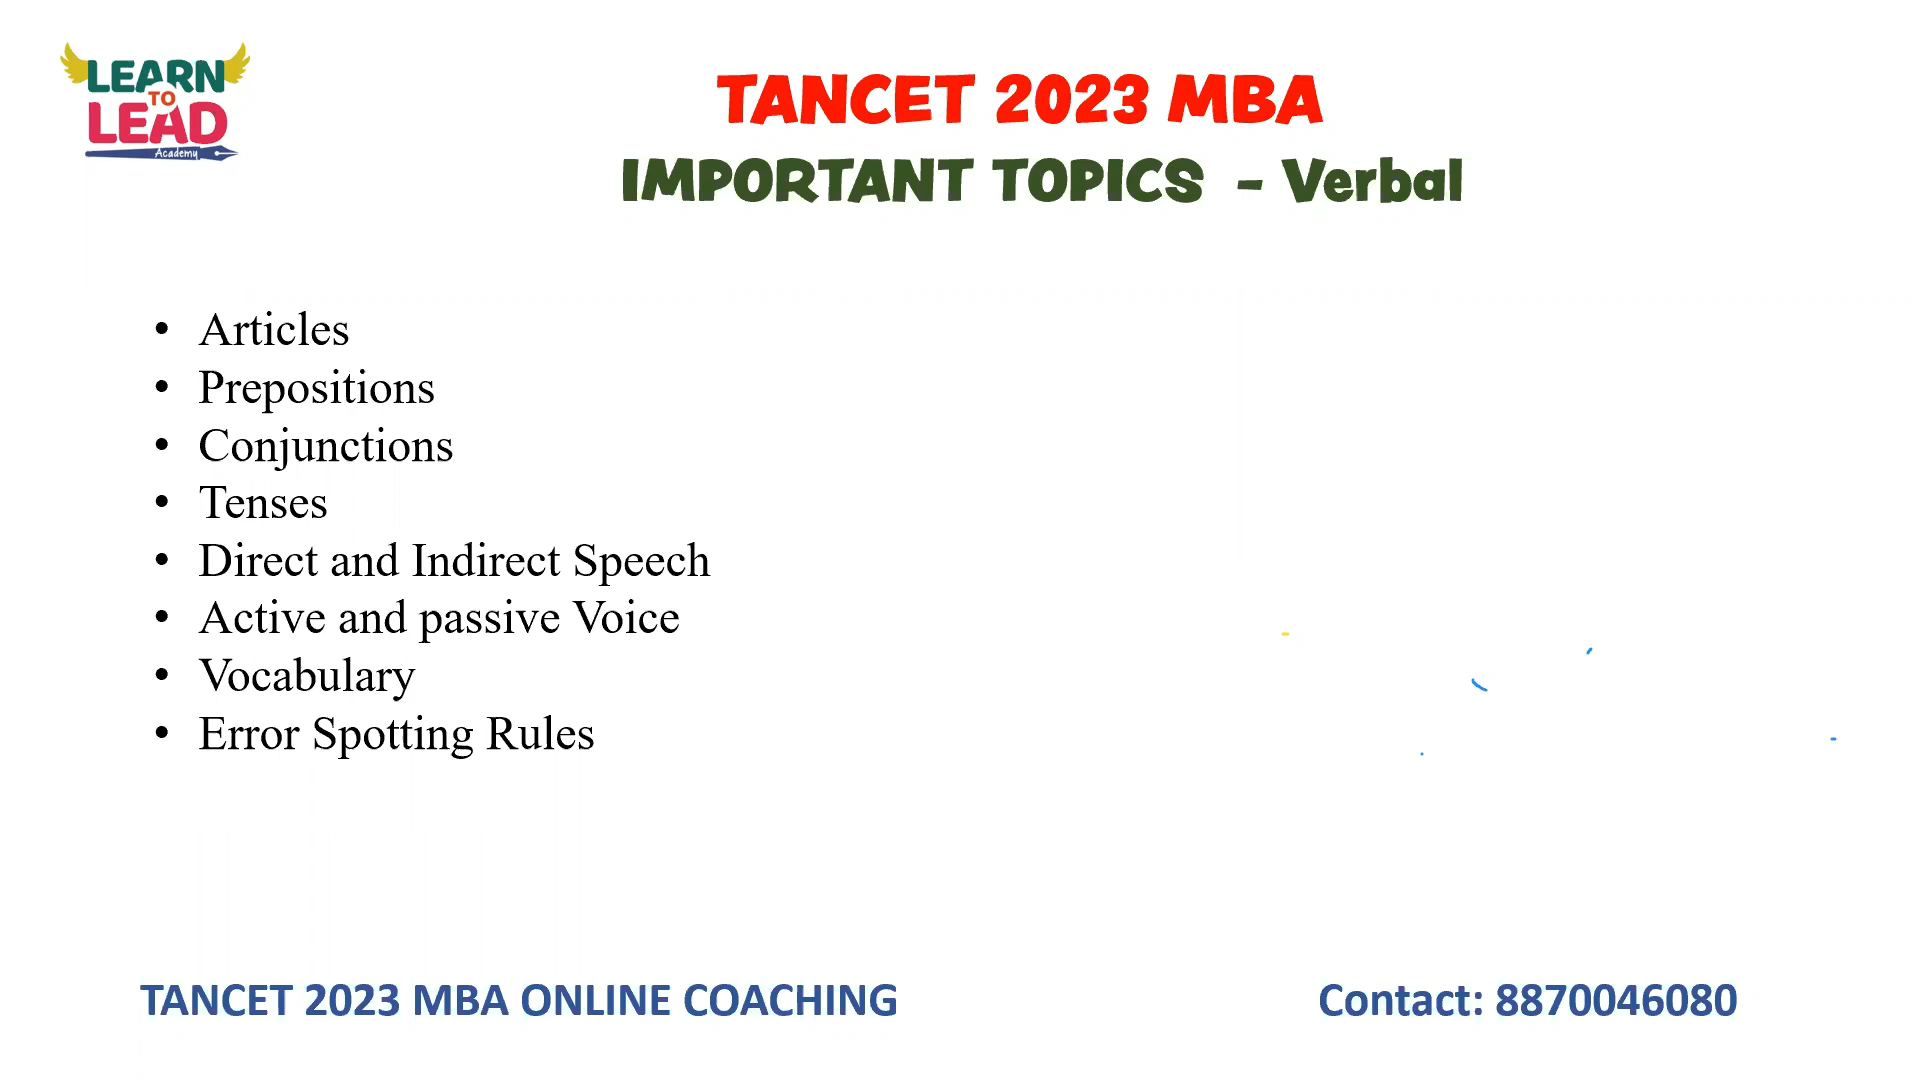 LEARN
TO
LEAD
Academy
TANCET 2023 MBA
IMPORTANT TOPICS - Verbal
• Articles
• Prepositions
• Conjunctions
• Tenses
• Direct and Indirect Speech
• Active and passive Voice
• Vocabulary
• Error Spotting Rules
TANCET 2023 MBA ONLINE COACHING
Contact: 8870046080